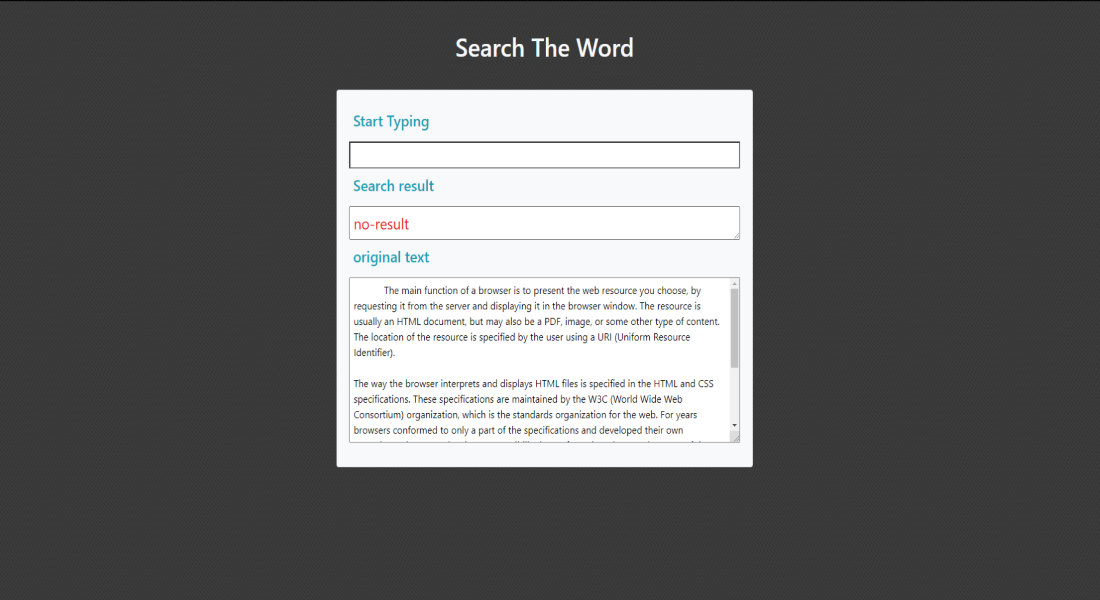 Search The Word
Start Typing
Search result
no-result
original text
The main function of a browser is to present the web resource you choose, by
requesting it from the server and displaying it in the browser window. The resource is
usually an HTML document, but may also be a PDF, image, or some other type of content.
The location of the resource is specified by the user using a URI (Uniform Resource
Identifier).
The way the browser interprets and displays HTML files is specified in the HTML and CSS
specifications. These specifications are maintained by the W3C (World Wide Web
Consortium) organization, which is the standards organization for the web. For years
browsers conformed to only a part of the specifications and developed their own